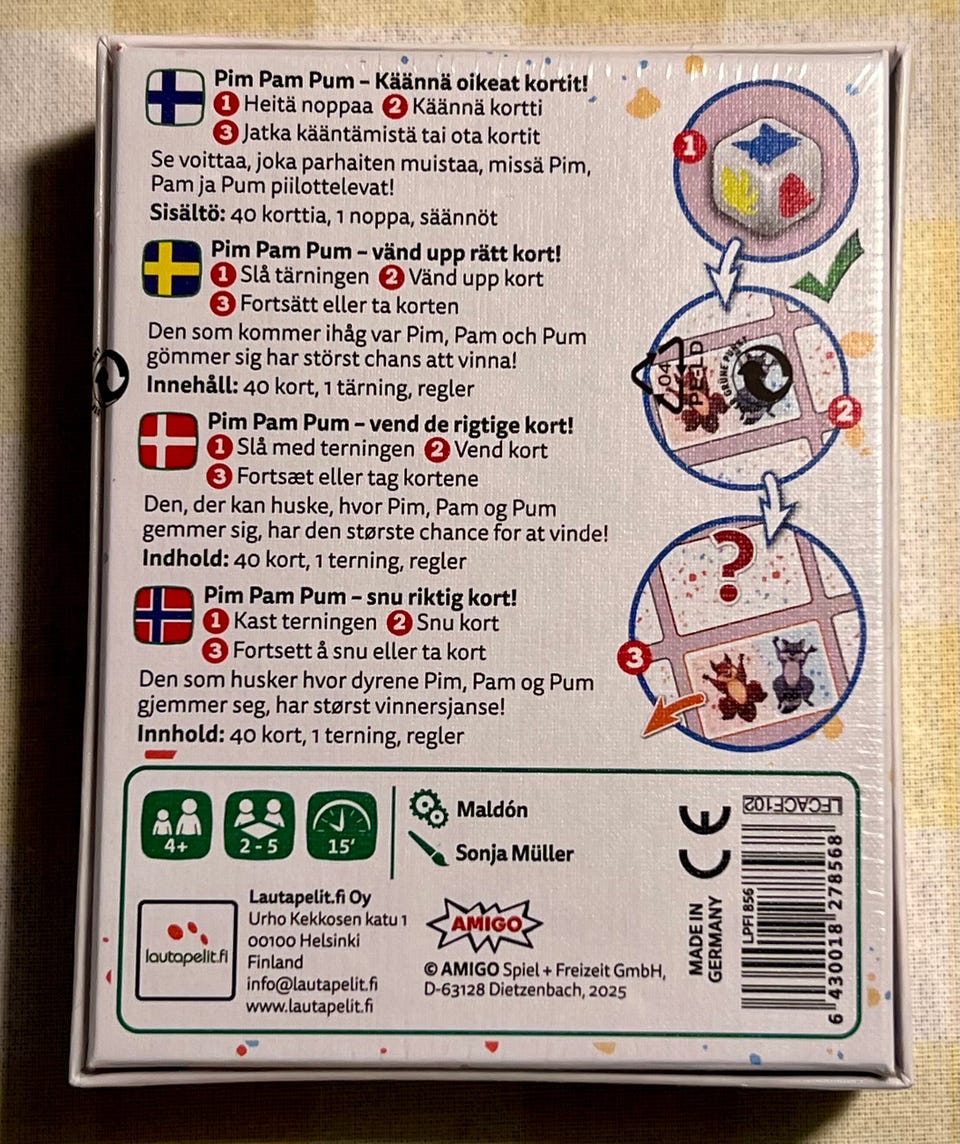 Pim Pam Pum – Käännä oikeat kortit!
1 Heitä noppaa 2 Käännä kortti
3 Jatka kääntämistä tai ota kortit
Se voittaa, joka parhaiten muistaa, missä Pim,
Pam ja Pum piilottelevat!
Sisältö: 40 korttia, 1 noppa, säännöt
Pim Pam Pum – vänd upp rätt kort!
1 Slå tärningen 2 Vänd upp kort
3 Fortsätt eller ta korten
Den som kommer ihåg var Pim, Pam och Pum
gömmer sig har störst chans att vinna!
Innehåll: 40 kort, 1 tärning, regler
Pim Pam Pum – vend de rigtige kort!
1 Slå med terningen 2 Vend kort
3 Fortsæt eller tag kortene
Den, der kan huske, hvor Pim, Pam og Pum
gemmer sig, har den største chance for at vinde!
Indhold: 40 kort, 1 terning, regler
Pim Pam Pum – snu riktig kort!
1 Kast terningen 2 Snu kort
3 Fortsett å snu eller ta kort
Den som husker hvor dyrene Pim, Pam og Pum
gjemmer seg, har størst vinnersjanse!
Innhold: 40 kort, 1 terning, regler
1
04
PE-LD
2
?
3
4+
2 - 5
15'
Maldón
Sonja Müller
lautapelit.fi
Lautapelit.fi Oy
Urho Kekkosen katu 1
00100 Helsinki
Finland
info@lautapelit.fi
www.lautapelit.fi
AMIGO
© AMIGO Spiel + Freizeit GmbH,
D-63128 Dietzenbach, 2025
CE
MADE IN
GERMANY
LFCACF102
LPFI 856
6 430018 278568